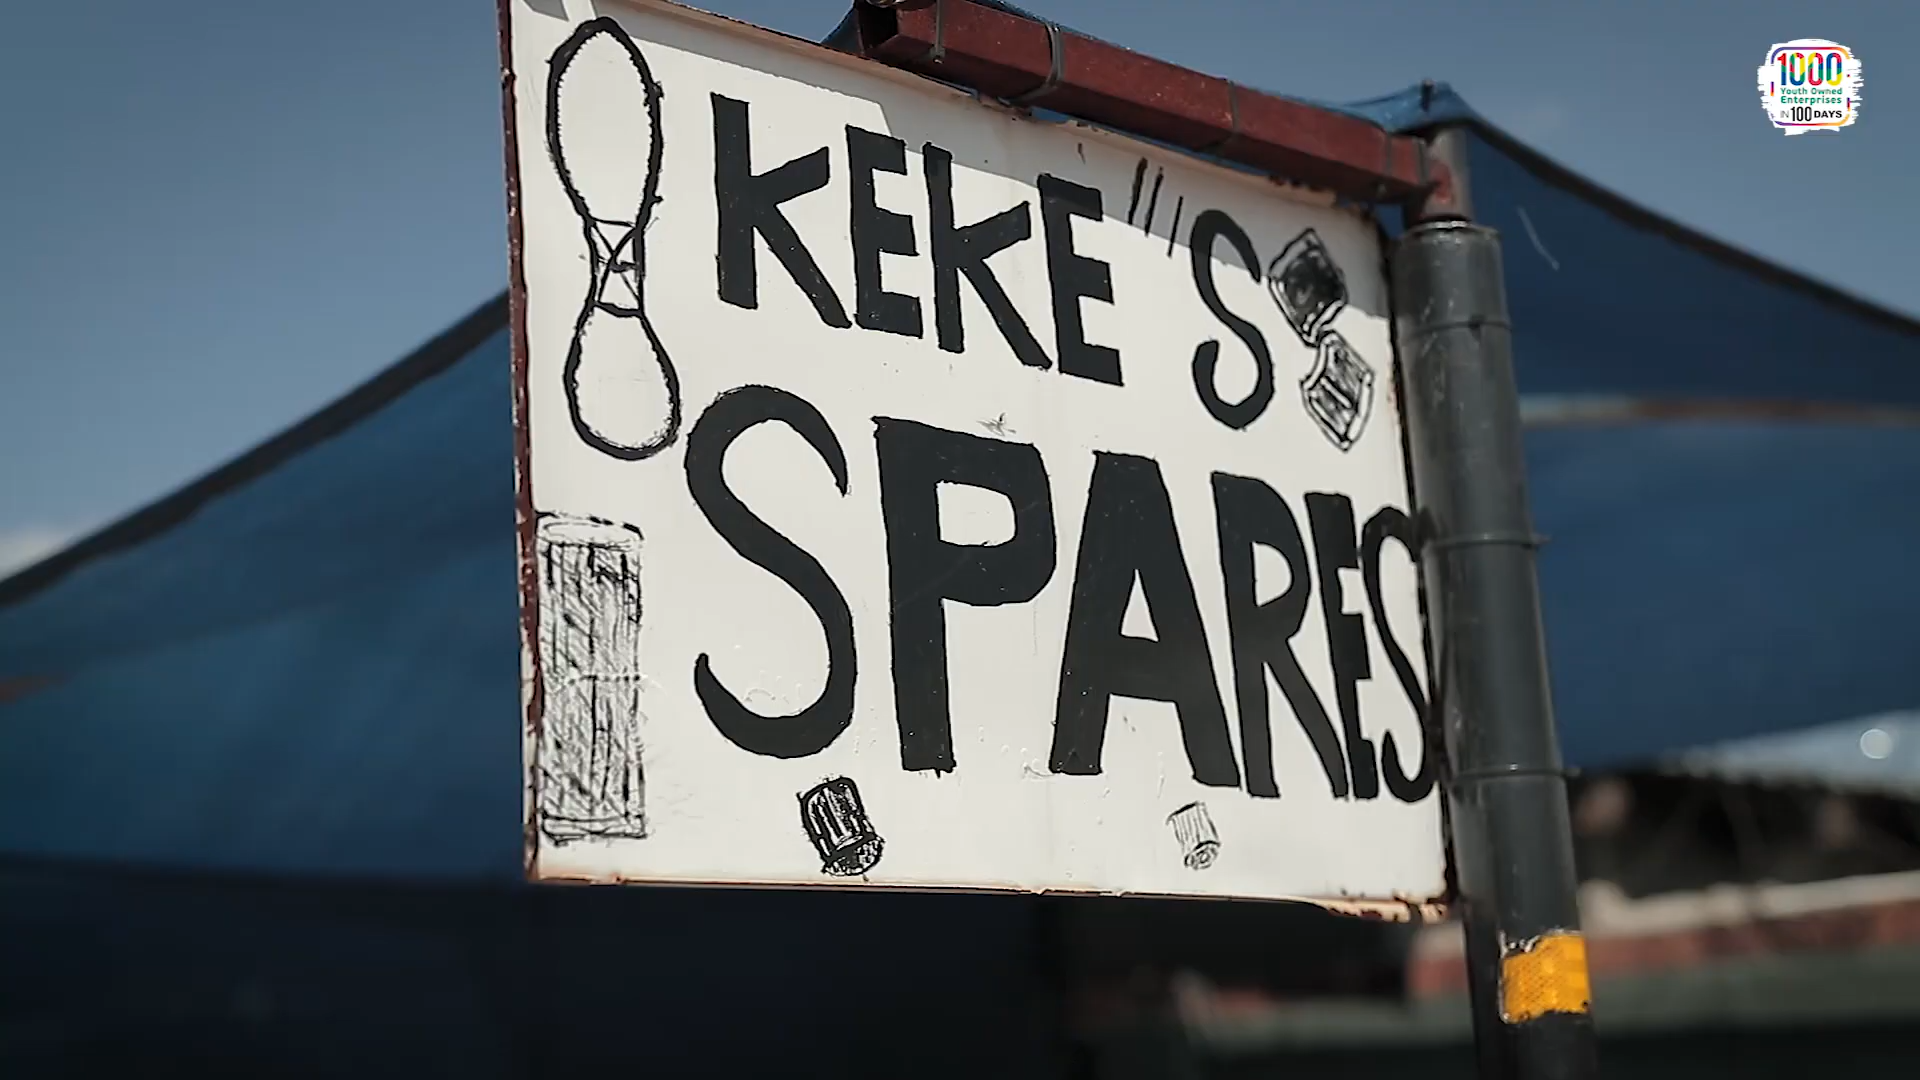 KEKE'''S
SPARES
1000
Youth Owned
Enterprises
IN 100 DAYS